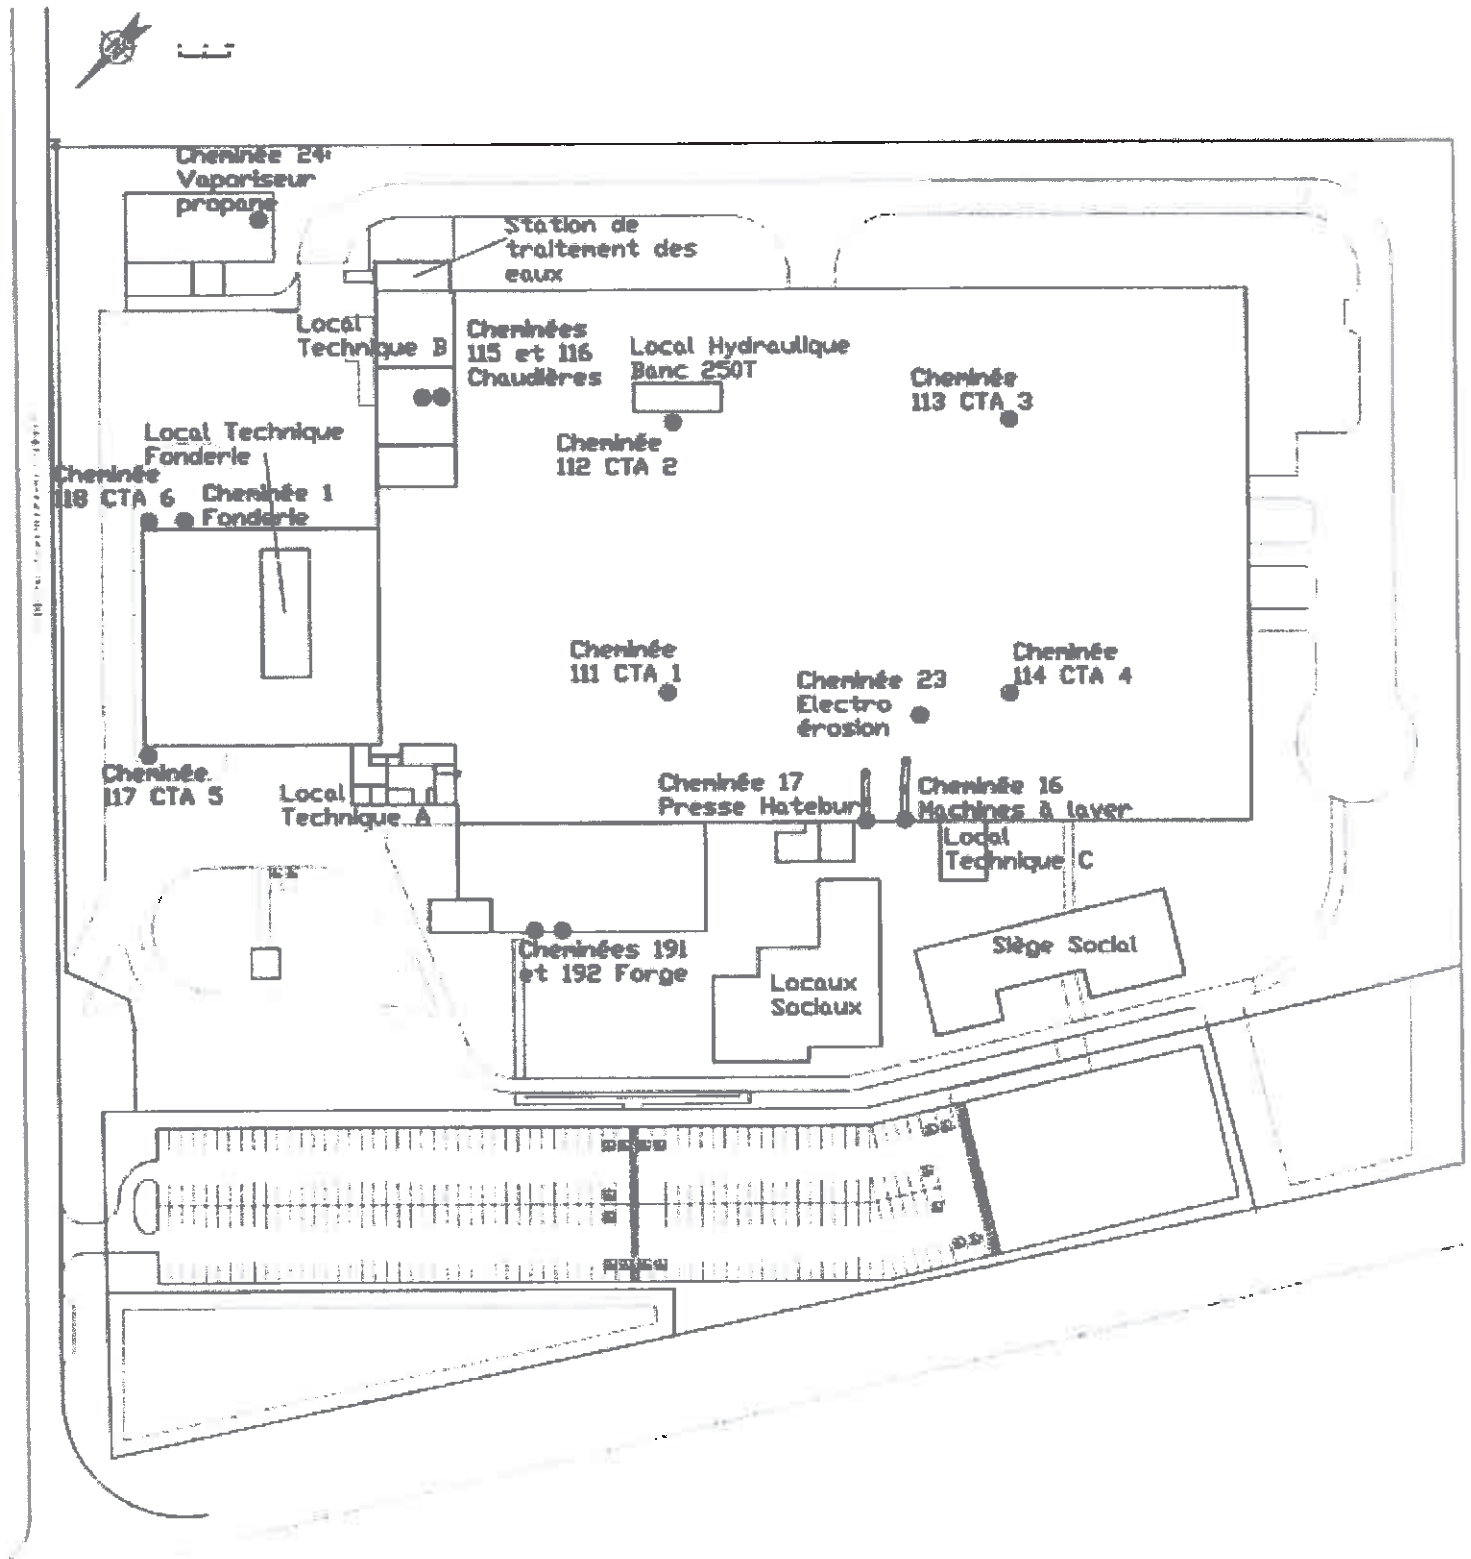 Cheminée 24:
Vaporiseur
propane
Station de
traitement des
eaux
Local
Technique B
Cheminées
115 et 116
Chaudières
Local Hydraulique
Banc 250T
Cheminée
113 CTA 3
Local Technique
Fonderie
Cheminée
112 CTA 2
Cheminée
118 CTA 6
Cheminée 1
Fonderie
Cheminée
111 CTA 1
Cheminée 23
Electro
érosion
Cheminée
114 CTA 4
Cheminée
117 CTA 5
Local
Technique A
Cheminée 17
Presse Hatebur
Cheminée 16
Machines à laver
Local
Technique C
Cheminées 191
et 192 Forge
Locaux
Sociaux
Siège Social